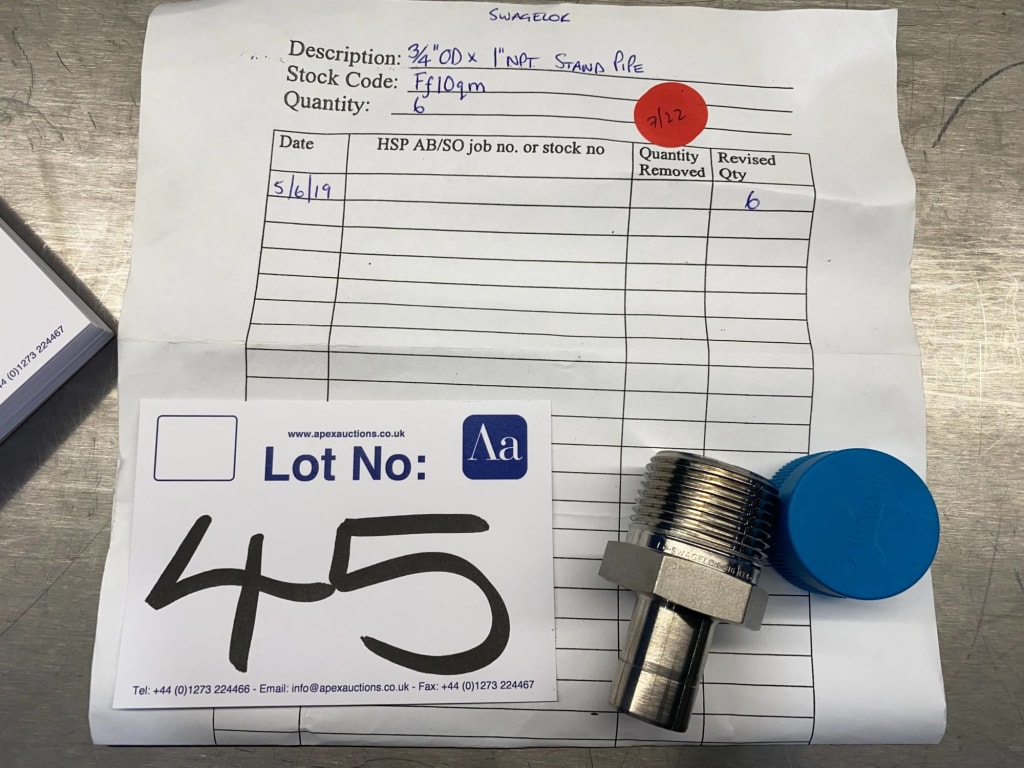 SWAGELOK
Description: 3/4" OD x 1" NPT STAND PIPE
Stock Code: Ff10qm
Quantity: 6
7/22
Date HSP AB/SO job no. or stock no Quantity Removed Revised Qty
5/6/19 6
www.apexauctions.co.uk
Lot No:
Aa
45
Tel: +44 (0)1273 224466 - Email: info@apexauctions.co.uk - Fax: +44 (0)1273 224467
44 (0)1273 224467
SWAGELO